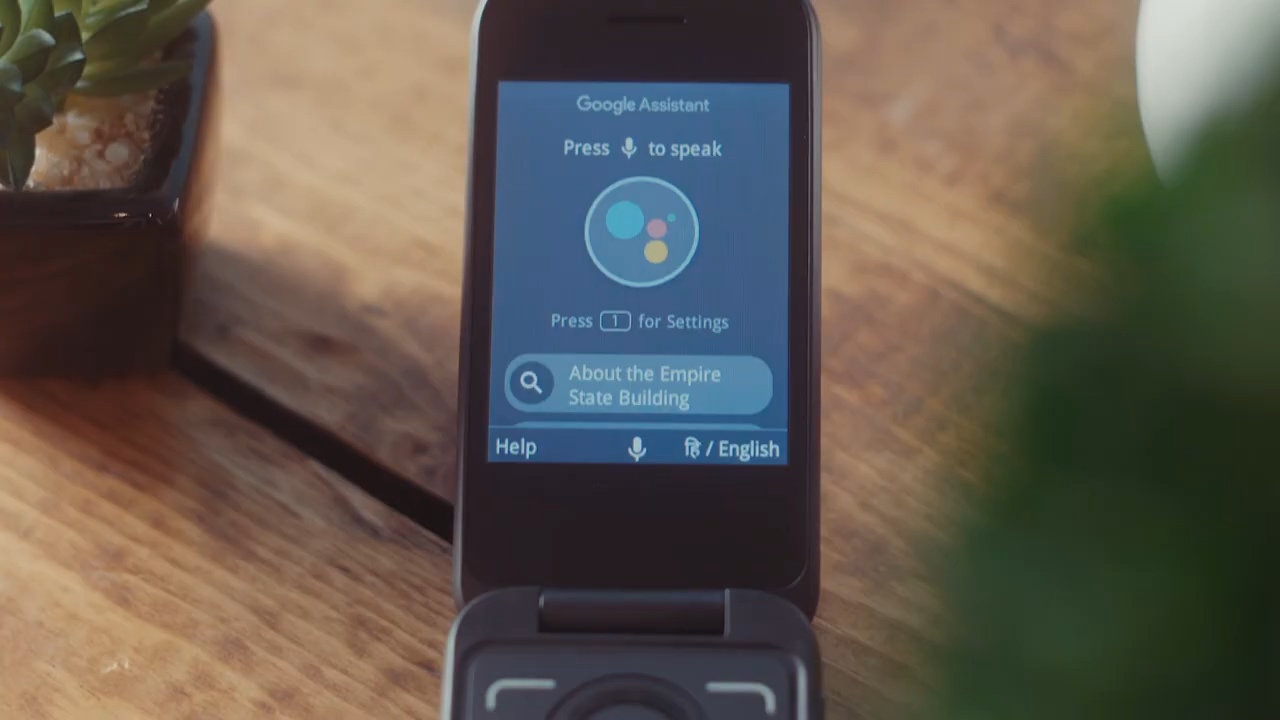 Google Assistant
Press to speak
Press 1 for Settings
About the Empire
State Building
Help
हि / English